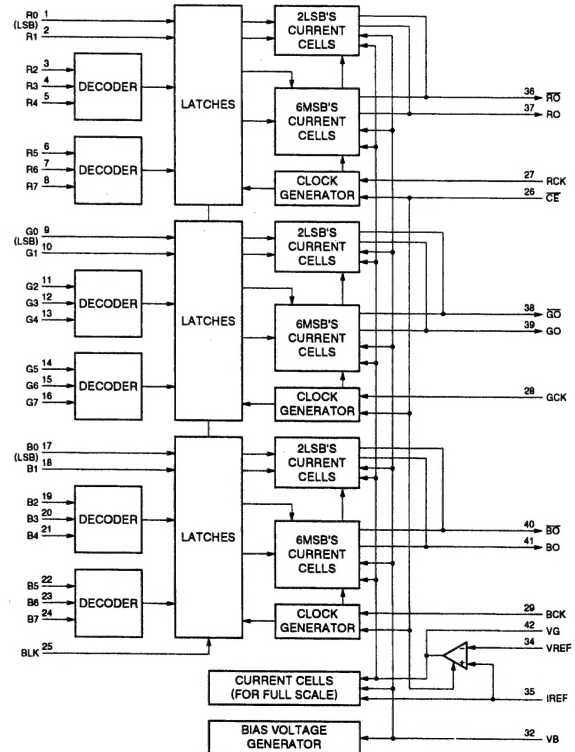 R0 1
(LSB)
R1 2
R2 3
R3 4
R4 5
DECODER
R5 6
R6 7
R7 8
DECODER
LATCHES
2LSB'S
CURRENT
CELLS
6MSB'S
CURRENT
CELLS
CLOCK
GENERATOR
36 RO
37 RO
27 RCK
26 CE
G0 9
(LSB)
G1 10
G2 11
G3 12
G4 13
DECODER
G5 14
G6 15
G7 16
DECODER
LATCHES
2LSB'S
CURRENT
CELLS
6MSB'S
CURRENT
CELLS
CLOCK
GENERATOR
38 GO
39 GO
28 GCK
B0 17
(LSB)
B1 18
B2 19
B3 20
B4 21
DECODER
B5 22
B6 23
B7 24
DECODER
BLK 25
LATCHES
2LSB'S
CURRENT
CELLS
6MSB'S
CURRENT
CELLS
CLOCK
GENERATOR
40 BO
41 BO
29 BCK
42 VG
34 VREF
35 IREF
CURRENT CELLS
(FOR FULL SCALE)
BIAS VOLTAGE
GENERATOR
32 VB